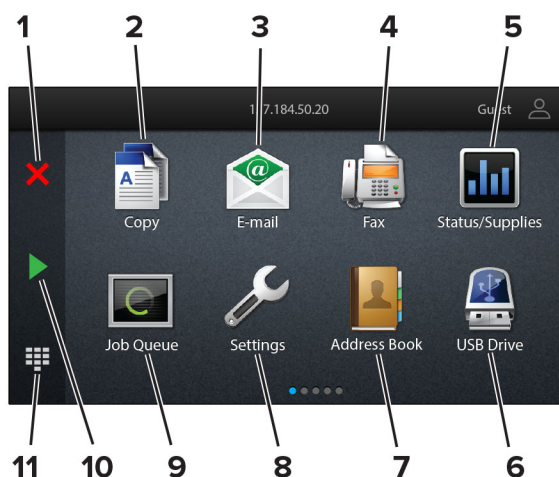 1 2 3 4 5
Guest
A @
Copy E-mail Fax Status/Supplies
Job Queue Settings Address Book USB Drive
11 10 9 8 7 6